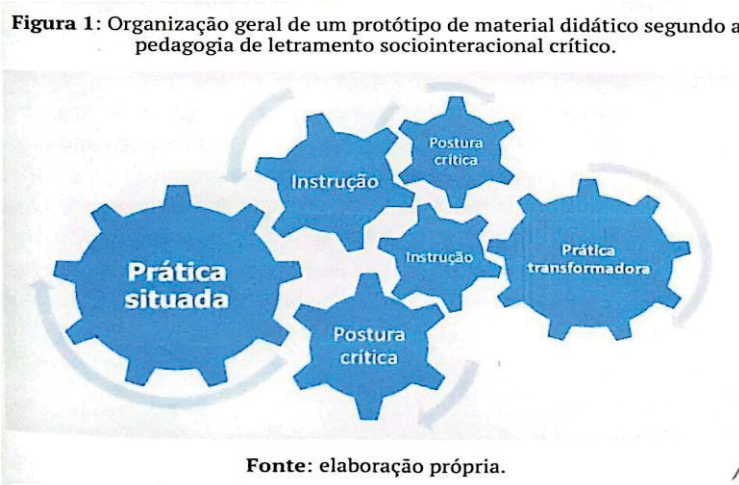 Figura 1: Organização geral de um protótipo de material didático segundo a
pedagogia de letramento sociointeracional crítico.
Postura
crítica
Instrução
Instrução
Prática
transformadora
Prática
situada
Postura
crítica
Fonte: elaboração própria.